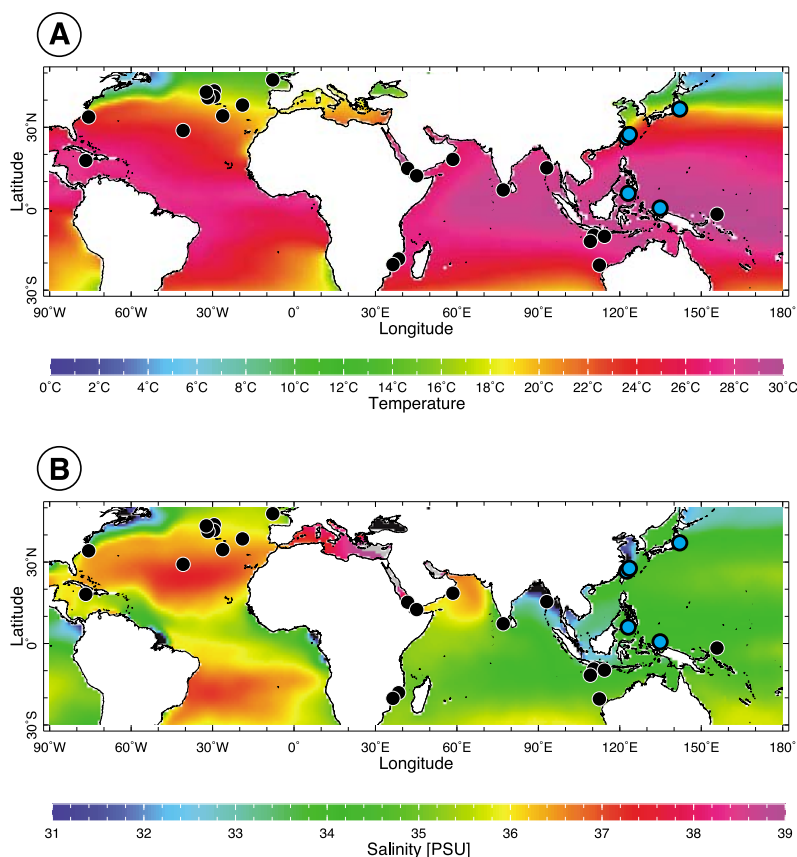 A
Latitude
30°N
0°
30°S
90°W 60°W 30°W 0° 30°E 60°E 90°E 120°E 150°E 180°
Longitude
0°C 2°C 4°C 6°C 8°C 10°C 12°C 14°C 16°C 18°C 20°C 22°C 24°C 26°C 28°C 30°C
Temperature
B
Latitude
30°N
0°
30°S
90°W 60°W 30°W 0° 30°E 60°E 90°E 120°E 150°E 180°
Longitude
31 32 33 34 35 36 37 38 39
Salinity [PSU]